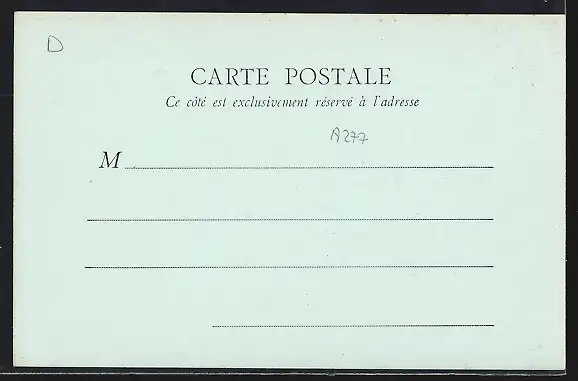 D
CARTE POSTALE
Ce côté est exclusivement réservé à l'adresse
A277
M